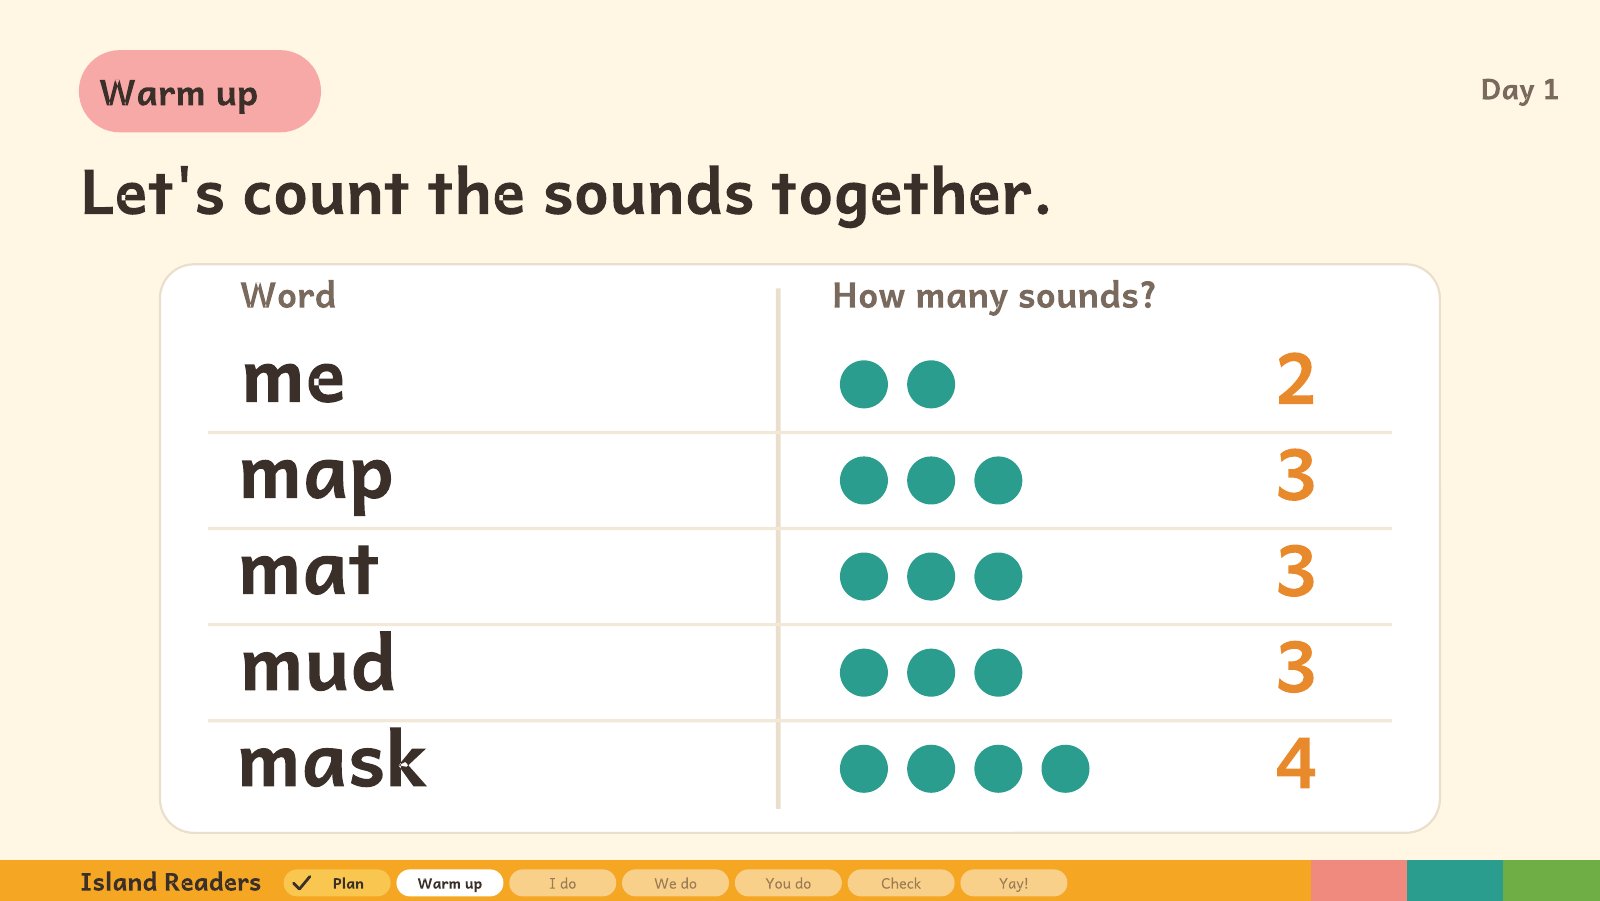 Warm up
Day 1
Let's count the sounds together.
Word How many sounds?
me 2
map 3
mat 3
mud 3
mask 4
Island Readers Plan Warm up I do We do You do Check Yay!